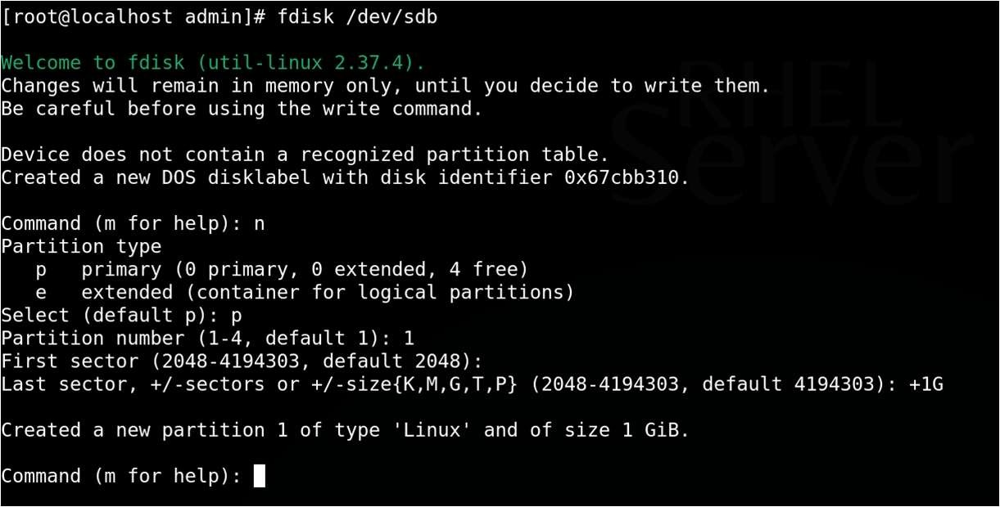 [root@localhost admin]# fdisk /dev/sdb
Welcome to fdisk (util-linux 2.37.4).
Changes will remain in memory only, until you decide to write them.
Be careful before using the write command.
RHEL
Server
Device does not contain a recognized partition table.
Created a new DOS disklabel with disk identifier 0x67cbb310.
Command (m for help): n
Partition type
   p   primary (0 primary, 0 extended, 4 free)
   e   extended (container for logical partitions)
Select (default p): p
Partition number (1-4, default 1): 1
First sector (2048-4194303, default 2048):
Last sector, +/-sectors or +/-size{K,M,G,T,P} (2048-4194303, default 4194303): +1G
Created a new partition 1 of type 'Linux' and of size 1 GiB.
Command (m for help):